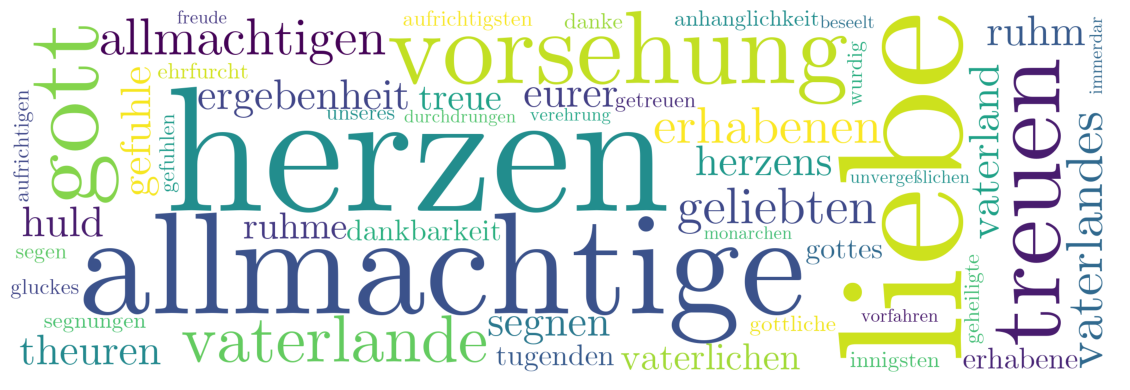 freude
aufrichtigsten
danke
anhanglichkeit
beseelt
allmachtigen
vorsehung
ruhm
immerdar
gott
ehrfurcht
wurdig
gefuhle
ergebenheit
treue
eurer
getreuen
liebe
treuen
vaterland
aufrichtigen
gefuhlen
unseres
durchdrungen
verehrung
erhabenen
herzen
herzens
vaterlandes
unvergeßlichen
huld
ruhme
dankbarkeit
geliebten
monarchen
gottes
segen
allmachtige
geheiligte
gluckes
segnungen
vaterlande
segnen
gottliche
vorfahren
theuren
tugenden
vaterlichen
innigsten
erhabene